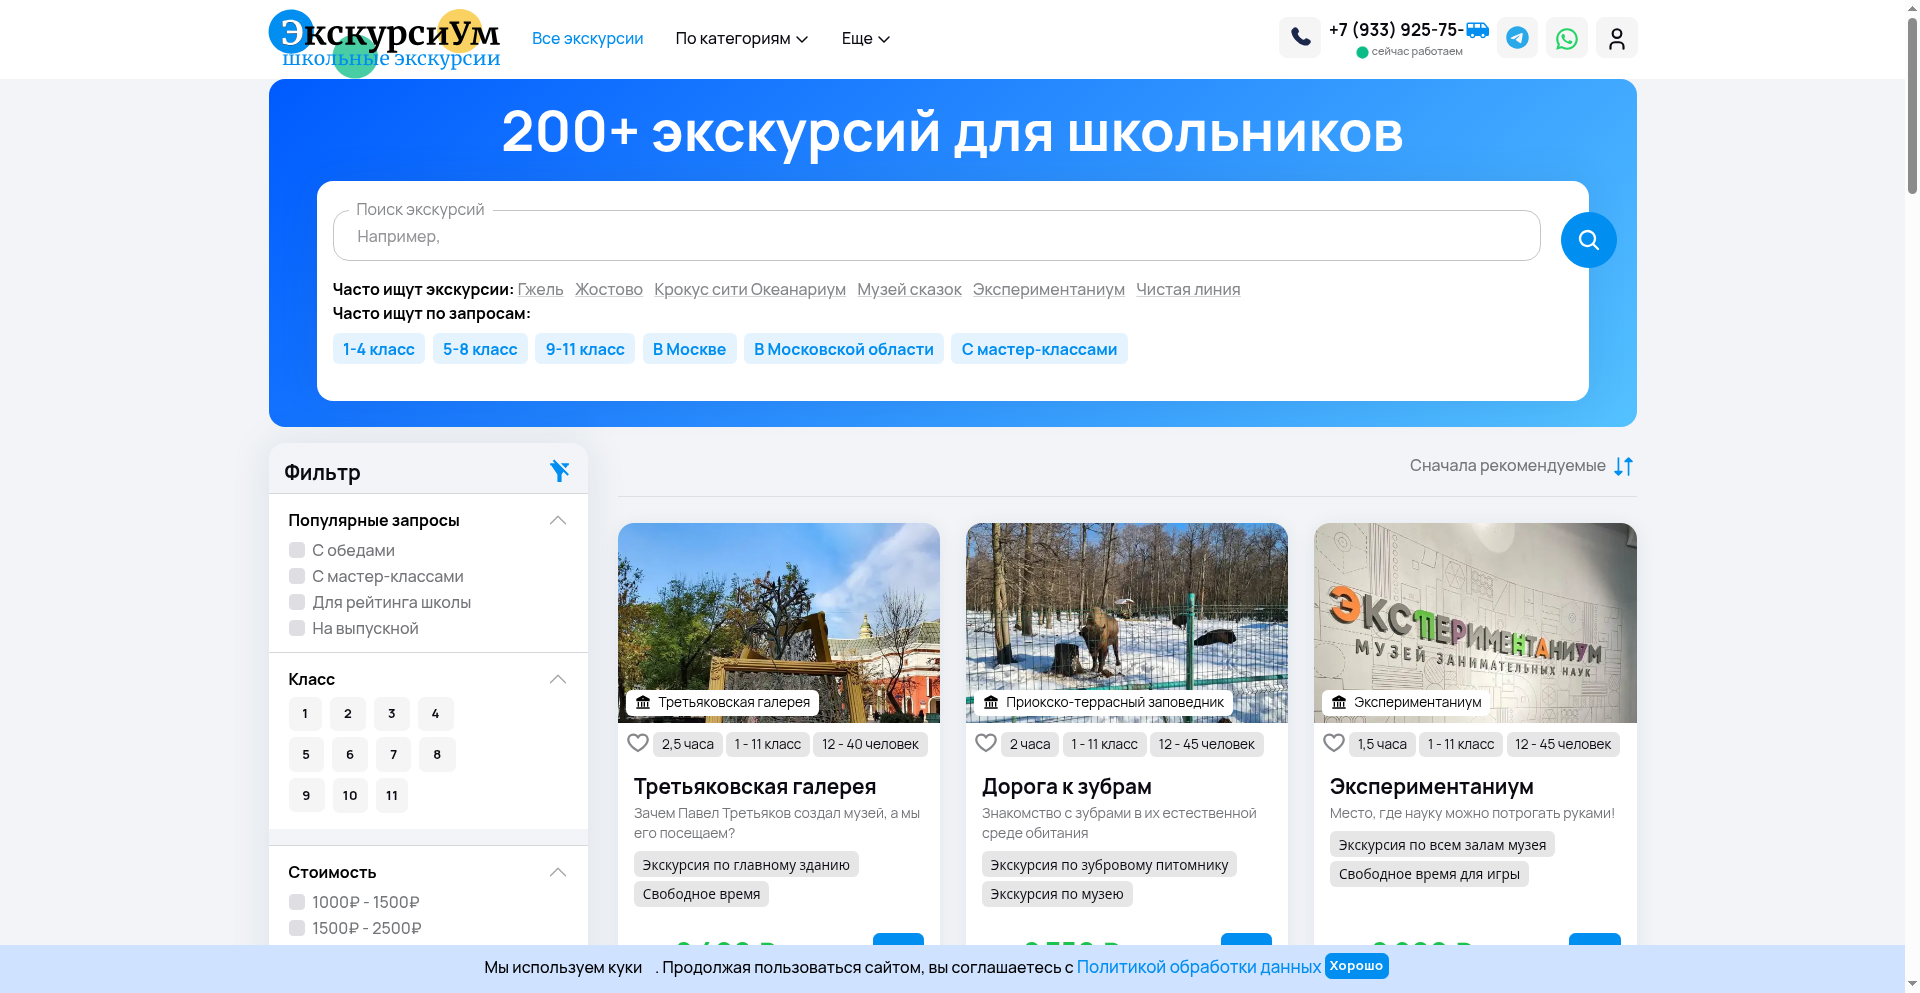 ЭкскурсиУм
школьные экскурсии
Все экскурсии
По категориям
Еще
+7 (933) 925-75-
сейчас работаем
200+ экскурсий для школьников
Поиск экскурсий
Например,
Часто ищут экскурсии: Гжель Жостово Крокус сити Океанариум Музей сказок Экспериментаниум Чистая линия
Часто ищут по запросам:
1-4 класс 5-8 класс 9-11 класс В Москве В Московской области С мастер-классами
Фильтр
Популярные запросы
С обедами
С мастер-классами
Для рейтинга школы
На выпускной
Класс
1 2 3 4
5 6 7 8
9 10 11
Стоимость
1000₽ - 1500₽
1500₽ - 2500₽
Сначала рекомендуемые
Третьяковская галерея
2,5 часа 1 - 11 класс 12 - 40 человек
Третьяковская галерея
Зачем Павел Третьяков создал музей, а мы
его посещаем?
Экскурсия по главному зданию
Свободное время
Приокско-террасный заповедник
2 часа 1 - 11 класс 12 - 45 человек
Дорога к зубрам
Знакомство с зубрами в их естественной
среде обитания
Экскурсия по зубровому питомнику
Экскурсия по музею
ЭКСПЕРИМЕНТАНИУМ
МУЗЕЙ ЗАНИМАТЕЛЬНЫХ НАУК
Экспериментаниум
1,5 часа 1 - 11 класс 12 - 45 человек
Экспериментаниум
Место, где науку можно потрогать руками!
Экскурсия по всем залам музея
Свободное время для игры
Мы используем куки . Продолжая пользоваться сайтом, вы соглашаетесь с Политикой обработки данных Хорошо